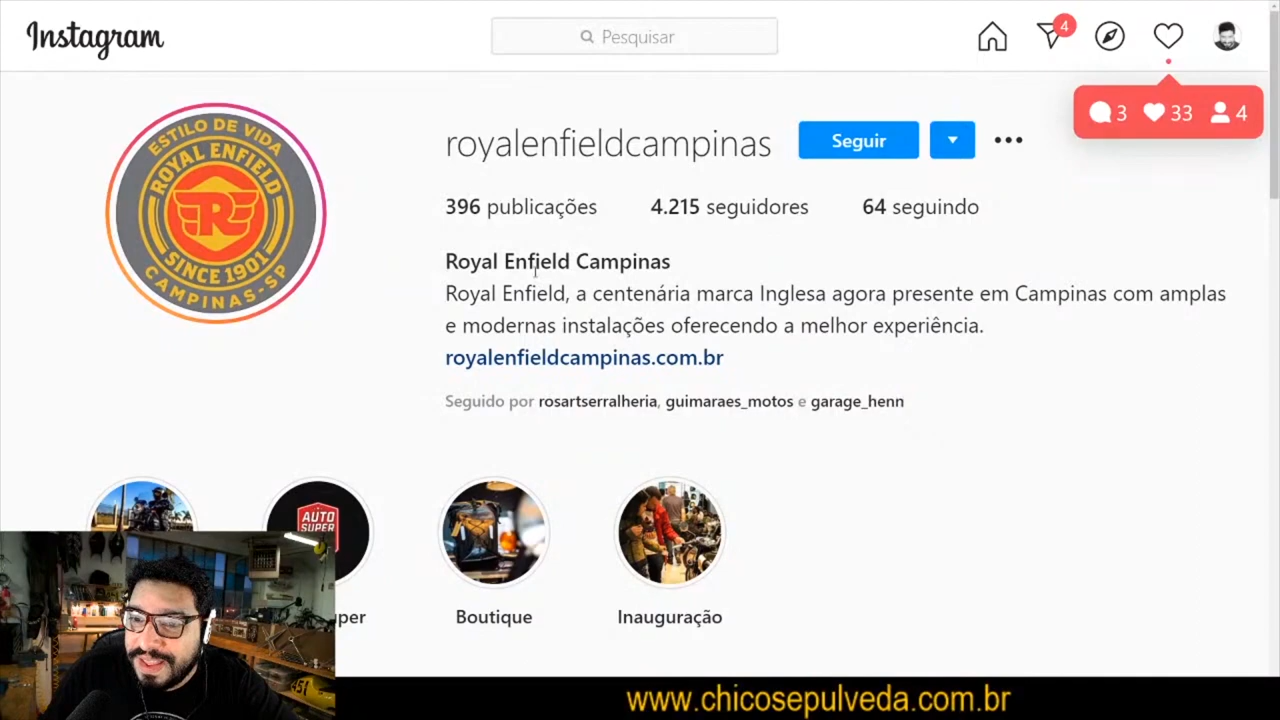 Instagram
Pesquisar
4
3 33 4
ESTILO DE VIDA
ROYAL ENFIELD
R
SINCE 1901
CAMPINAS-SP
royalenfieldcampinas Seguir
396 publicações 4.215 seguidores 64 seguindo
Royal Enfield Campinas
Royal Enfield, a centenária marca Inglesa agora presente em Campinas com amplas
e modernas instalações oferecendo a melhor experiência.
royalenfieldcampinas.com.br
Seguido por rosartserralheria, guimaraes_motos e garage_henn
AUTO
SUPER
uper Boutique Inauguração
www.chicosepulveda.com.br